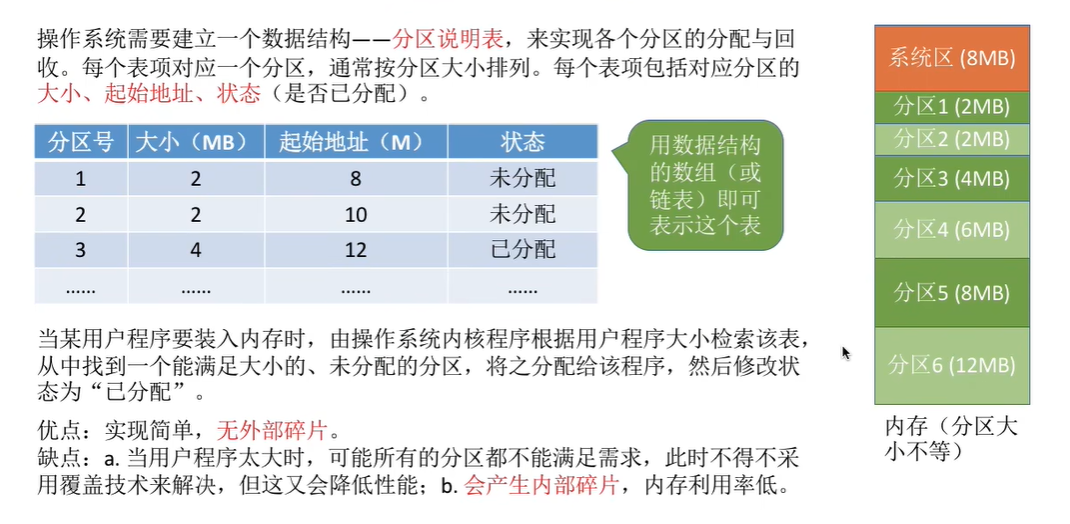 操作系统需要建立一个数据结构——分区说明表，来实现各个分区的分配与回
收。每个表项对应一个分区，通常按分区大小排列。每个表项包括对应分区的
大小、起始地址、状态（是否已分配）。
分区号 大小（MB） 起始地址（M） 状态
1 2 8 未分配
2 2 10 未分配
3 4 12 已分配
...... ...... ...... ......
用数据结构
的数组（或
链表）即可
表示这个表
当某用户程序要装入内存时，由操作系统内核程序根据用户程序大小检索该表，
从中找到一个能满足大小的、未分配的分区，将之分配给该程序，然后修改状
态为“已分配”。
优点：实现简单，无外部碎片。
缺点：a. 当用户程序太大时，可能所有的分区都不能满足需求，此时不得不采
用覆盖技术来解决，但这又会降低性能；b. 会产生内部碎片，内存利用率低。
系统区 (8MB)
分区1 (2MB)
分区2 (2MB)
分区3 (4MB)
分区4 (6MB)
分区5 (8MB)
分区6 (12MB)
内存（分区大
小不等）